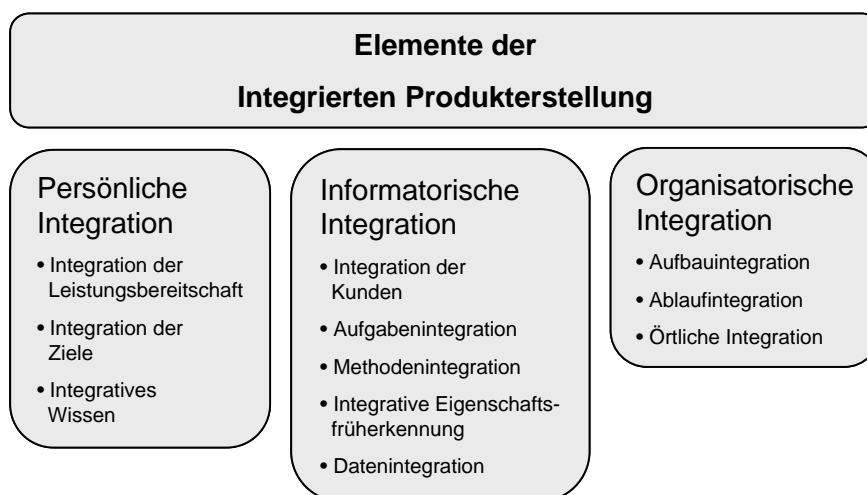 Elemente der
Integrierten Produkterstellung
Persönliche
Integration
• Integration der
Leistungsbereitschaft
• Integration der
Ziele
• Integratives
Wissen
Informatorische
Integration
• Integration der
Kunden
• Aufgabenintegration
• Methodenintegration
• Integrative Eigenschafts-
früherkennung
• Datenintegration
Organisatorische
Integration
• Aufbauintegration
• Ablaufintegration
• Örtliche Integration